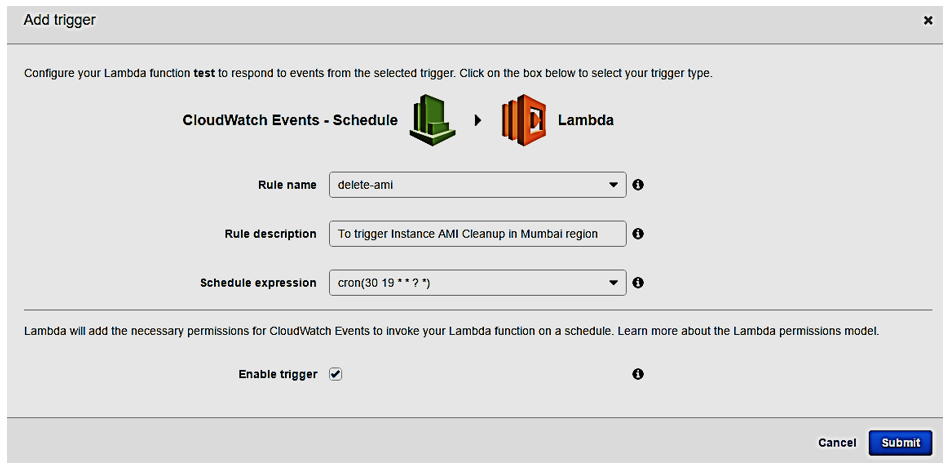 Add trigger
Configure your Lambda function test to respond to events from the selected trigger. Click on the box below to select your trigger type.
CloudWatch Events - Schedule Lambda
Rule name delete-ami
Rule description To trigger Instance AMI Cleanup in Mumbai region
Schedule expression cron(30 19 * * ? *)
Lambda will add the necessary permissions for CloudWatch Events to invoke your Lambda function on a schedule. Learn more about the Lambda permissions model.
Enable trigger
Cancel Submit